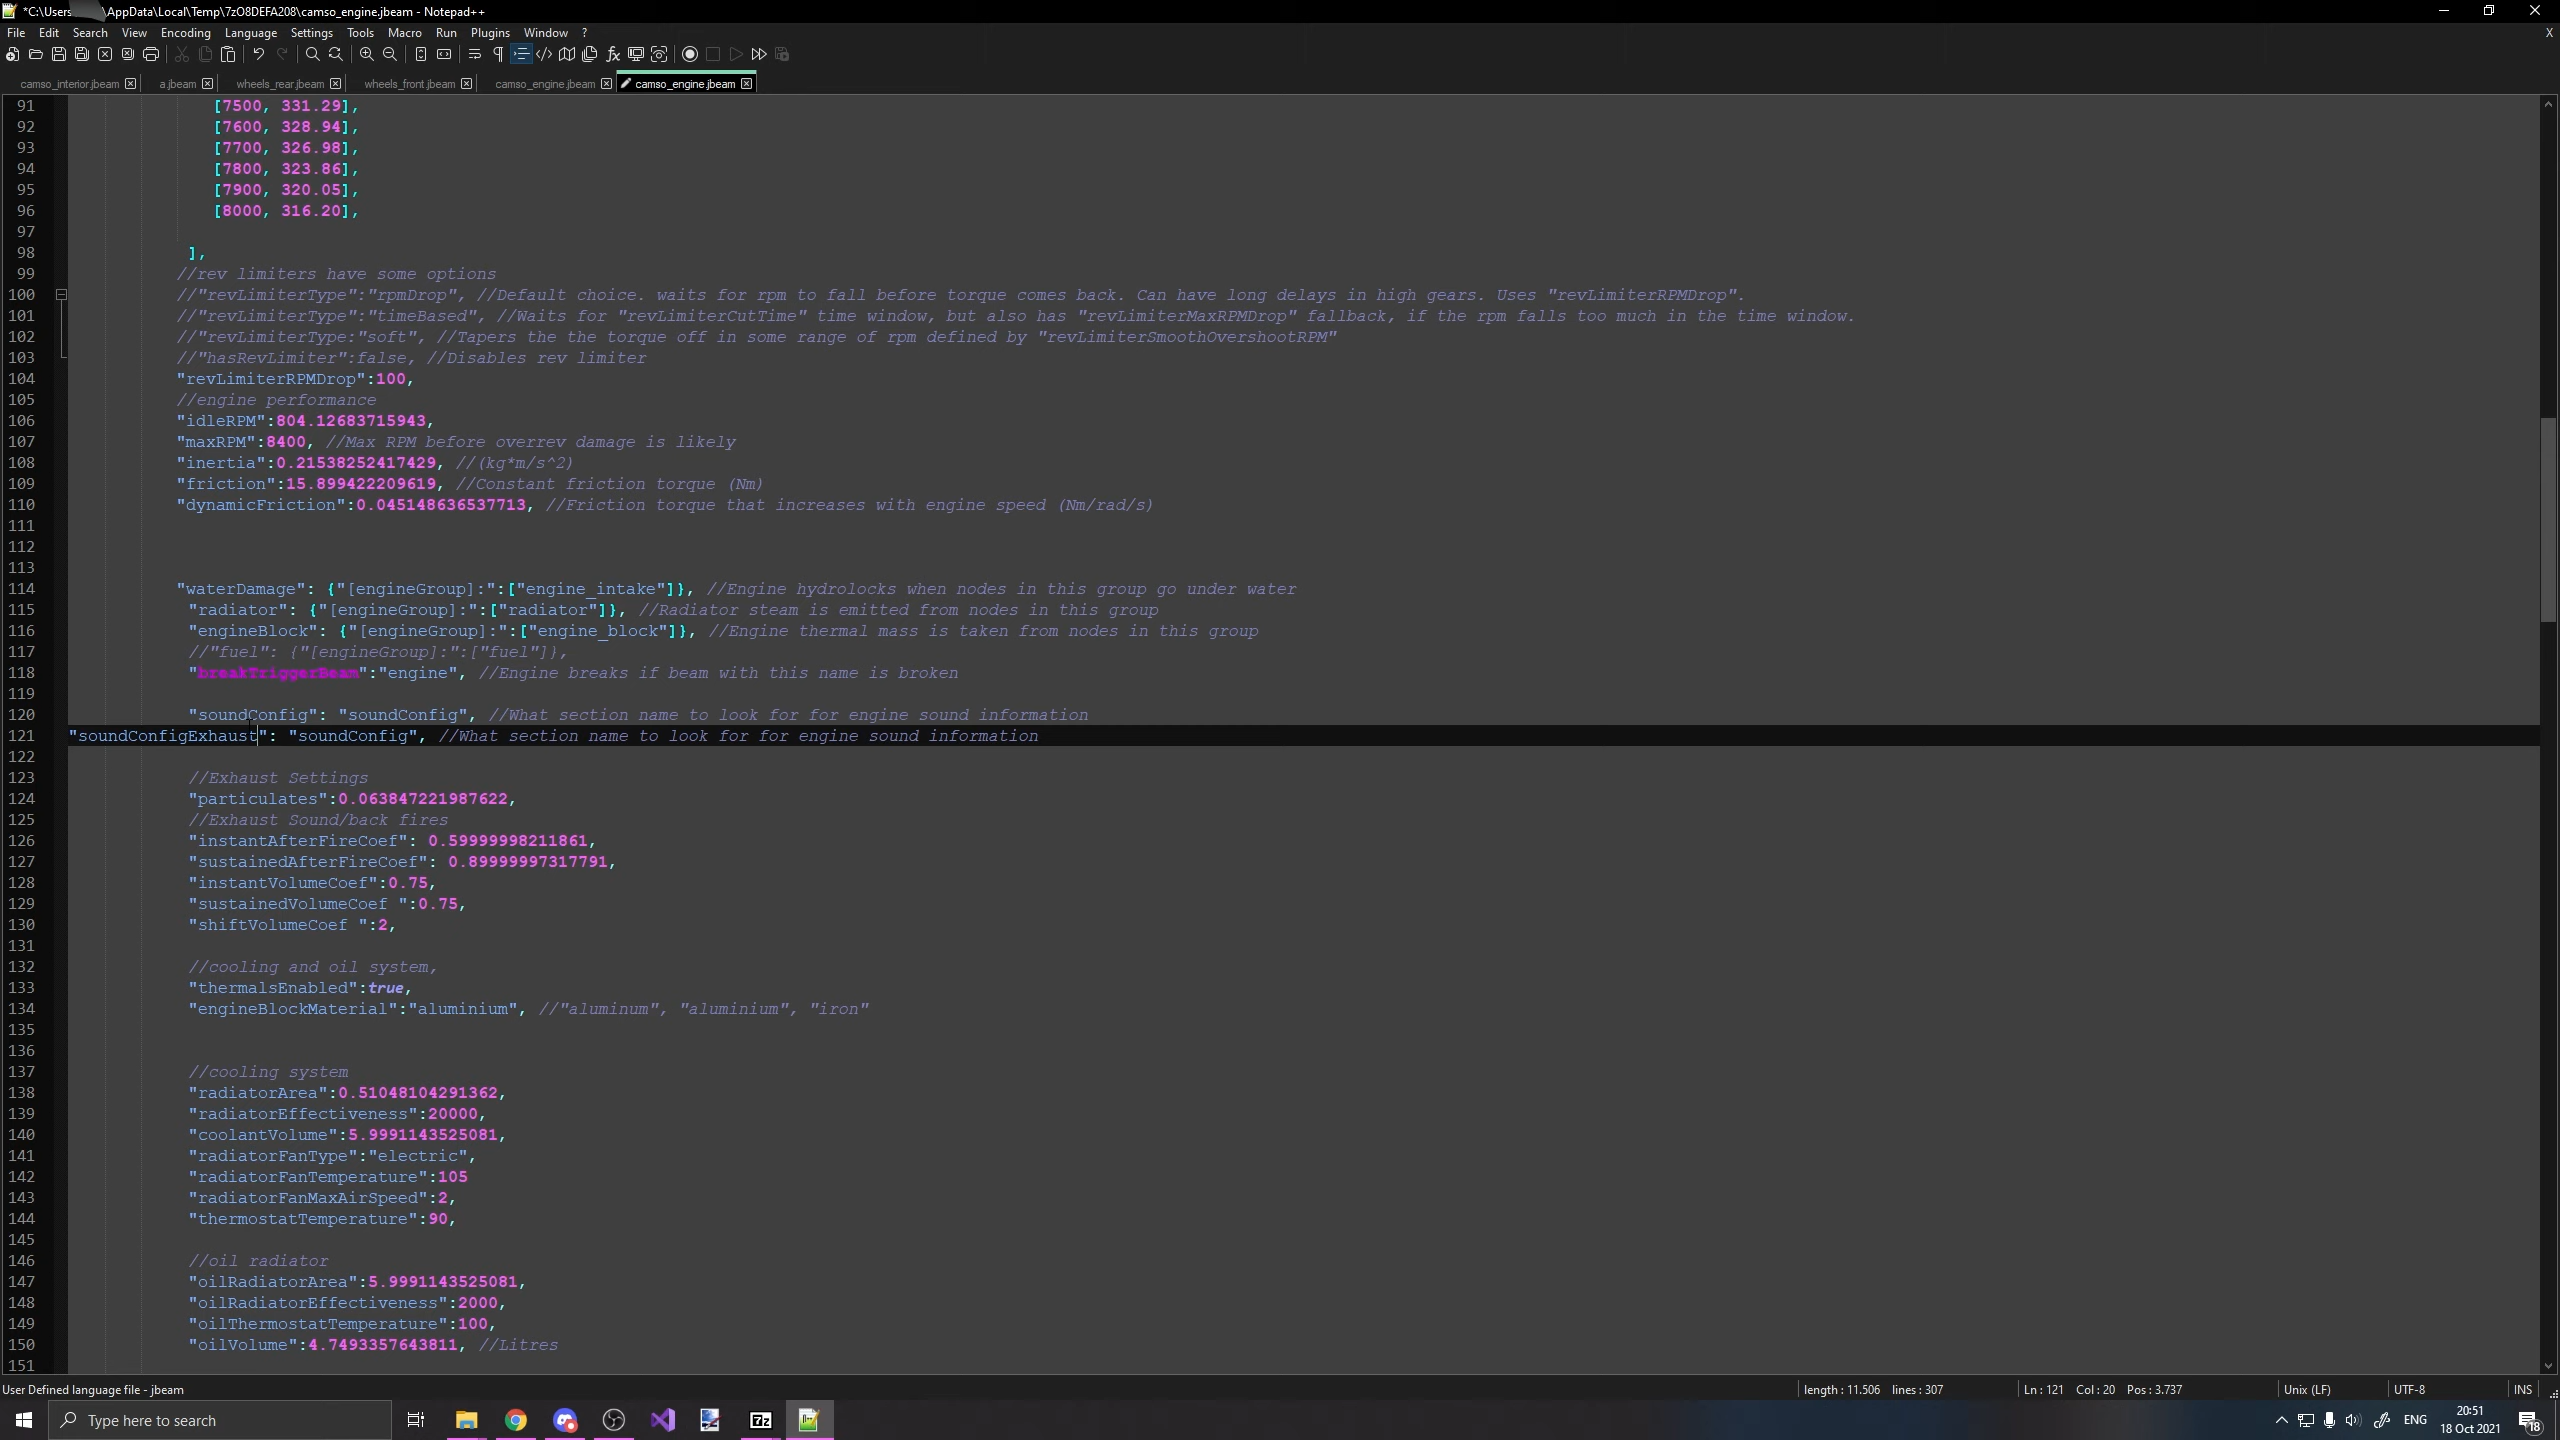 *C:\Users\ \AppData\Local\Temp\7zO8DEFA208\camso_engine.jbeam - Notepad++
File Edit Search View Encoding Language Settings Tools Macro Run Plugins Window ? X
camso_interior.jbeam a.jbeam wheels_rear.jbeam wheels_front.jbeam camso_engine.jbeam camso_engine.jbeam
91 [7500, 331.29],
92 [7600, 328.94],
93 [7700, 326.98],
94 [7800, 323.86],
95 [7900, 320.05],
96 [8000, 316.20],
97
98 ],
99 //rev limiters have some options
100 //"revLimiterType":"rpmDrop", //Default choice. waits for rpm to fall before torque comes back. Can have long delays in high gears. Uses "revLimiterRPMDrop".
101 //"revLimiterType":"timeBased", //Waits for "revLimiterCutTime" time window, but also has "revLimiterMaxRPMDrop" fallback, if the rpm falls too much in the time window.
102 //"revLimiterType:"soft", //Tapers the the torque off in some range of rpm defined by "revLimiterSmoothOvershootRPM"
103 //"hasRevLimiter":false, //Disables rev limiter
104 "revLimiterRPMDrop":100,
105 //engine performance
106 "idleRPM":804.12683715943,
107 "maxRPM":8400, //Max RPM before overrev damage is likely
108 "inertia":0.21538252417429, //(kg*m/s^2)
109 "friction":15.899422209619, //Constant friction torque (Nm)
110 "dynamicFriction":0.045148636537713, //Friction torque that increases with engine speed (Nm/rad/s)
111
112
113
114 "waterDamage": {"[engineGroup]:":["engine_intake"]}, //Engine hydrolocks when nodes in this group go under water
115 "radiator": {"[engineGroup]:":["radiator"]}, //Radiator steam is emitted from nodes in this group
116 "engineBlock": {"[engineGroup]:":["engine_block"]}, //Engine thermal mass is taken from nodes in this group
117 //"fuel": {"[engineGroup]:":["fuel"]},
118 "breakTriggerBeam":"engine", //Engine breaks if beam with this name is broken
119
120 "soundConfig": "soundConfig", //What section name to look for for engine sound information
121 "soundConfigExhaust": "soundConfig", //What section name to look for for engine sound information
122
123 //Exhaust Settings
124 "particulates":0.063847221987622,
125 //Exhaust Sound/back fires
126 "instantAfterFireCoef": 0.59999998211861,
127 "sustainedAfterFireCoef": 0.89999997317791,
128 "instantVolumeCoef":0.75,
129 "sustainedVolumeCoef ":0.75,
130 "shiftVolumeCoef ":2,
131
132 //cooling and oil system,
133 "thermalsEnabled":true,
134 "engineBlockMaterial":"aluminium", //"aluminum", "aluminium", "iron"
135
136
137 //cooling system
138 "radiatorArea":0.51048104291362,
139 "radiatorEffectiveness":20000,
140 "coolantVolume":5.9991143525081,
141 "radiatorFanType":"electric",
142 "radiatorFanTemperature":105
143 "radiatorFanMaxAirSpeed":2,
144 "thermostatTemperature":90,
145
146 //oil radiator
147 "oilRadiatorArea":5.9991143525081,
148 "oilRadiatorEffectiveness":2000,
149 "oilThermostatTemperature":100,
150 "oilVolume":4.7493357643811, //Litres
151
User Defined language file - jbeam length : 11.506 lines : 307 Ln : 121 Col : 20 Pos : 3.737 Unix (LF) UTF-8 INS
Type here to search 7z ENG 20:51 18
18 Oct 2021